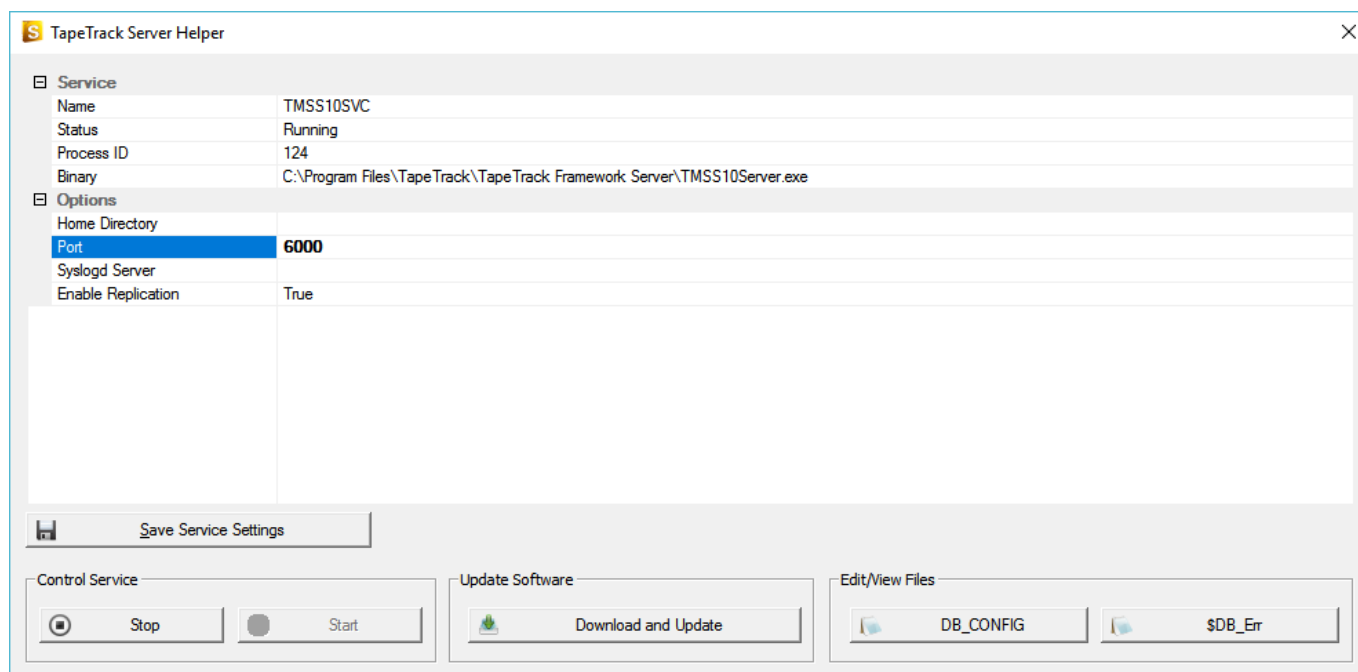 TapeTrack Server Helper
Service
Name TMSS10SVC
Status Running
Process ID 124
Binary C:\Program Files\TapeTrack\TapeTrack Framework Server\TMSS10Server.exe
Options
Home Directory
Port 6000
Syslogd Server
Enable Replication True
Save Service Settings
Control Service
Stop Start
Update Software
Download and Update
Edit/View Files
DB_CONFIG $DB_Err